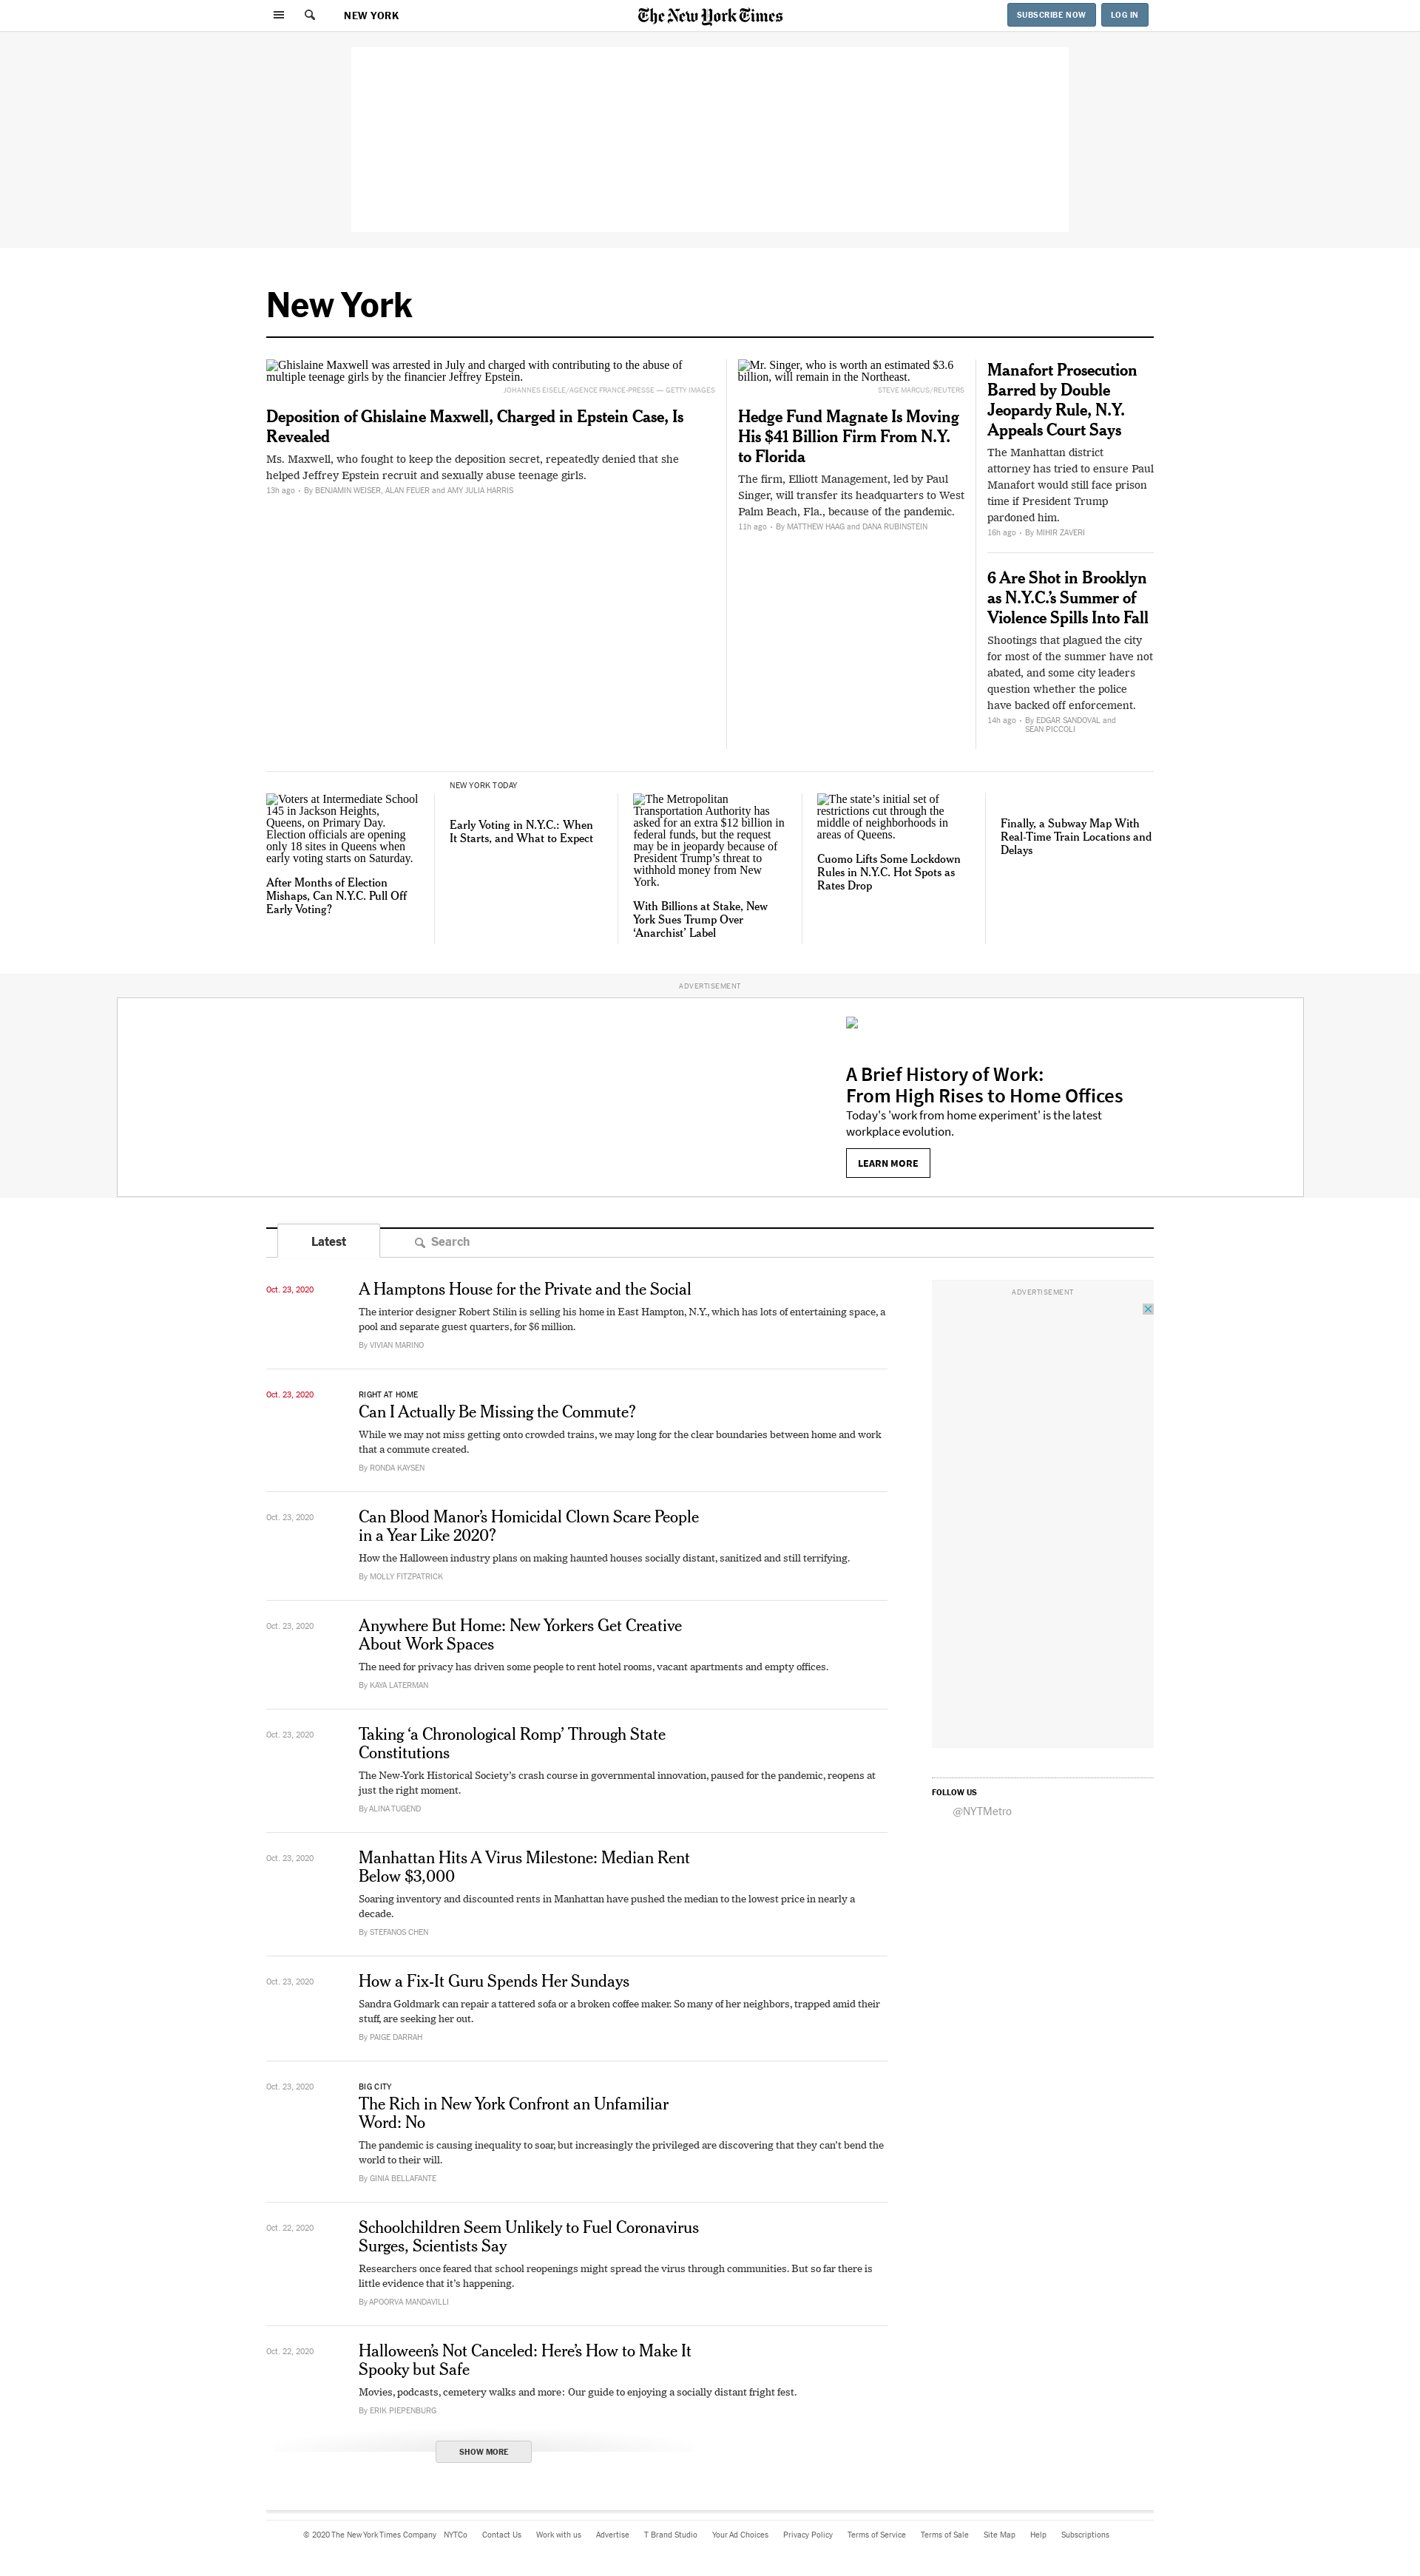 NEW YORK
The New York Times
SUBSCRIBE NOW
LOG IN
New York
Ghislaine Maxwell was arrested in July and charged with contributing to the abuse of
multiple teenage girls by the financier Jeffrey Epstein.
JOHANNES EISELE/AGENCE FRANCE-PRESSE — GETTY IMAGES
Deposition of Ghislaine Maxwell, Charged in Epstein Case, Is
Revealed
Ms. Maxwell, who fought to keep the deposition secret, repeatedly denied that she
helped Jeffrey Epstein recruit and sexually abuse teenage girls.
13h ago • By BENJAMIN WEISER, ALAN FEUER and AMY JULIA HARRIS
Mr. Singer, who is worth an estimated $3.6
billion, will remain in the Northeast.
STEVE MARCUS/REUTERS
Hedge Fund Magnate Is Moving
His $41 Billion Firm From N.Y.
to Florida
The firm, Elliott Management, led by Paul
Singer, will transfer its headquarters to West
Palm Beach, Fla., because of the pandemic.
11h ago • By MATTHEW HAAG and DANA RUBINSTEIN
Manafort Prosecution
Barred by Double
Jeopardy Rule, N.Y.
Appeals Court Says
The Manhattan district
attorney has tried to ensure Paul
Manafort would still face prison
time if President Trump
pardoned him.
16h ago • By MIHIR ZAVERI
6 Are Shot in Brooklyn
as N.Y.C.’s Summer of
Violence Spills Into Fall
Shootings that plagued the city
for most of the summer have not
abated, and some city leaders
question whether the police
have backed off enforcement.
14h ago • By EDGAR SANDOVAL and
SEAN PICCOLI
Voters at Intermediate School
145 in Jackson Heights,
Queens, on Primary Day.
Election officials are opening
only 18 sites in Queens when
early voting starts on Saturday.
After Months of Election
Mishaps, Can N.Y.C. Pull Off
Early Voting?
NEW YORK TODAY
Early Voting in N.Y.C.: When
It Starts, and What to Expect
The Metropolitan
Transportation Authority has
asked for an extra $12 billion in
federal funds, but the request
may be in jeopardy because of
President Trump’s threat to
withhold money from New
York.
With Billions at Stake, New
York Sues Trump Over
‘Anarchist’ Label
The state’s initial set of
restrictions cut through the
middle of neighborhoods in
areas of Queens.
Cuomo Lifts Some Lockdown
Rules in N.Y.C. Hot Spots as
Rates Drop
Finally, a Subway Map With
Real-Time Train Locations and
Delays
ADVERTISEMENT
A Brief History of Work:
From High Rises to Home Offices
Today's 'work from home experiment' is the latest
workplace evolution.
LEARN MORE
Latest
Search
Oct. 23, 2020
A Hamptons House for the Private and the Social
The interior designer Robert Stilin is selling his home in East Hampton, N.Y., which has lots of entertaining space, a
pool and separate guest quarters, for $6 million.
By VIVIAN MARINO
Oct. 23, 2020
RIGHT AT HOME
Can I Actually Be Missing the Commute?
While we may not miss getting onto crowded trains, we may long for the clear boundaries between home and work
that a commute created.
By RONDA KAYSEN
Oct. 23, 2020
Can Blood Manor’s Homicidal Clown Scare People
in a Year Like 2020?
How the Halloween industry plans on making haunted houses socially distant, sanitized and still terrifying.
By MOLLY FITZPATRICK
Oct. 23, 2020
Anywhere But Home: New Yorkers Get Creative
About Work Spaces
The need for privacy has driven some people to rent hotel rooms, vacant apartments and empty offices.
By KAYA LATERMAN
Oct. 23, 2020
Taking ‘a Chronological Romp’ Through State
Constitutions
The New-York Historical Society’s crash course in governmental innovation, paused for the pandemic, reopens at
just the right moment.
By ALINA TUGEND
Oct. 23, 2020
Manhattan Hits A Virus Milestone: Median Rent
Below $3,000
Soaring inventory and discounted rents in Manhattan have pushed the median to the lowest price in nearly a
decade.
By STEFANOS CHEN
Oct. 23, 2020
How a Fix-It Guru Spends Her Sundays
Sandra Goldmark can repair a tattered sofa or a broken coffee maker. So many of her neighbors, trapped amid their
stuff, are seeking her out.
By PAIGE DARRAH
Oct. 23, 2020
BIG CITY
The Rich in New York Confront an Unfamiliar
Word: No
The pandemic is causing inequality to soar, but increasingly the privileged are discovering that they can’t bend the
world to their will.
By GINIA BELLAFANTE
Oct. 22, 2020
Schoolchildren Seem Unlikely to Fuel Coronavirus
Surges, Scientists Say
Researchers once feared that school reopenings might spread the virus through communities. But so far there is
little evidence that it’s happening.
By APOORVA MANDAVILLI
Oct. 22, 2020
Halloween’s Not Canceled: Here’s How to Make It
Spooky but Safe
Movies, podcasts, cemetery walks and more: Our guide to enjoying a socially distant fright fest.
By ERIK PIEPENBURG
SHOW MORE
ADVERTISEMENT
FOLLOW US
@NYTMetro
© 2020 The New York Times Company NYTCo Contact Us Work with us Advertise T Brand Studio Your Ad Choices Privacy Policy Terms of Service Terms of Sale Site Map Help Subscriptions